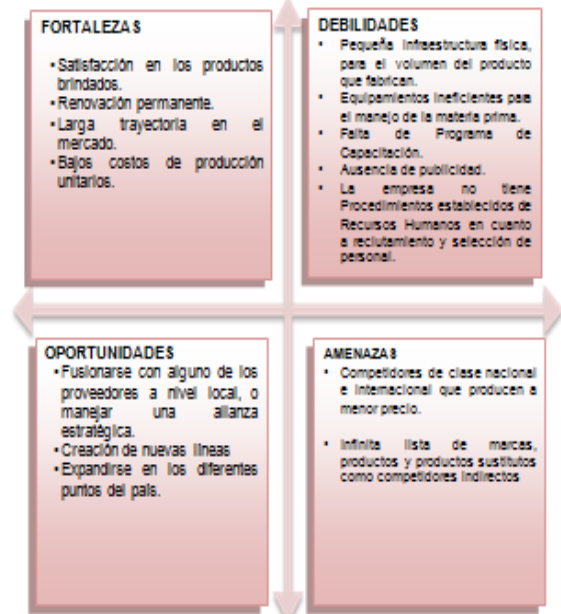 FORTALEZAS
• Satisfacción en los productos
brindados.
• Renovación permanente.
• Larga trayectoria en el
mercado.
• Bajos costos de producción
unitarios.
DEBILIDADES
• Pequeña infraestructura física,
para el volumen del producto
que fabrican.
• Equipamientos ineficientes para
el manejo de la materia prima.
• Falta de Programa de
Capacitación.
• Ausencia de publicidad.
• La empresa no tiene
Procedimientos establecidos de
Recursos Humanos en cuanto
a reclutamiento y selección de
personal.
OPORTUNIDADES
• Fusionarse con alguno de los
proveedores a nivel local, o
manejar una alianza
estratégica.
• Creación de nuevas líneas
• Expandirse en los diferentes
puntos del país.
AMENAZAS
• Competidores de clase nacional
e internacional que producen a
menor precio.
• Infinita lista de marcas,
productos y productos sustitutos
como competidores indirectos